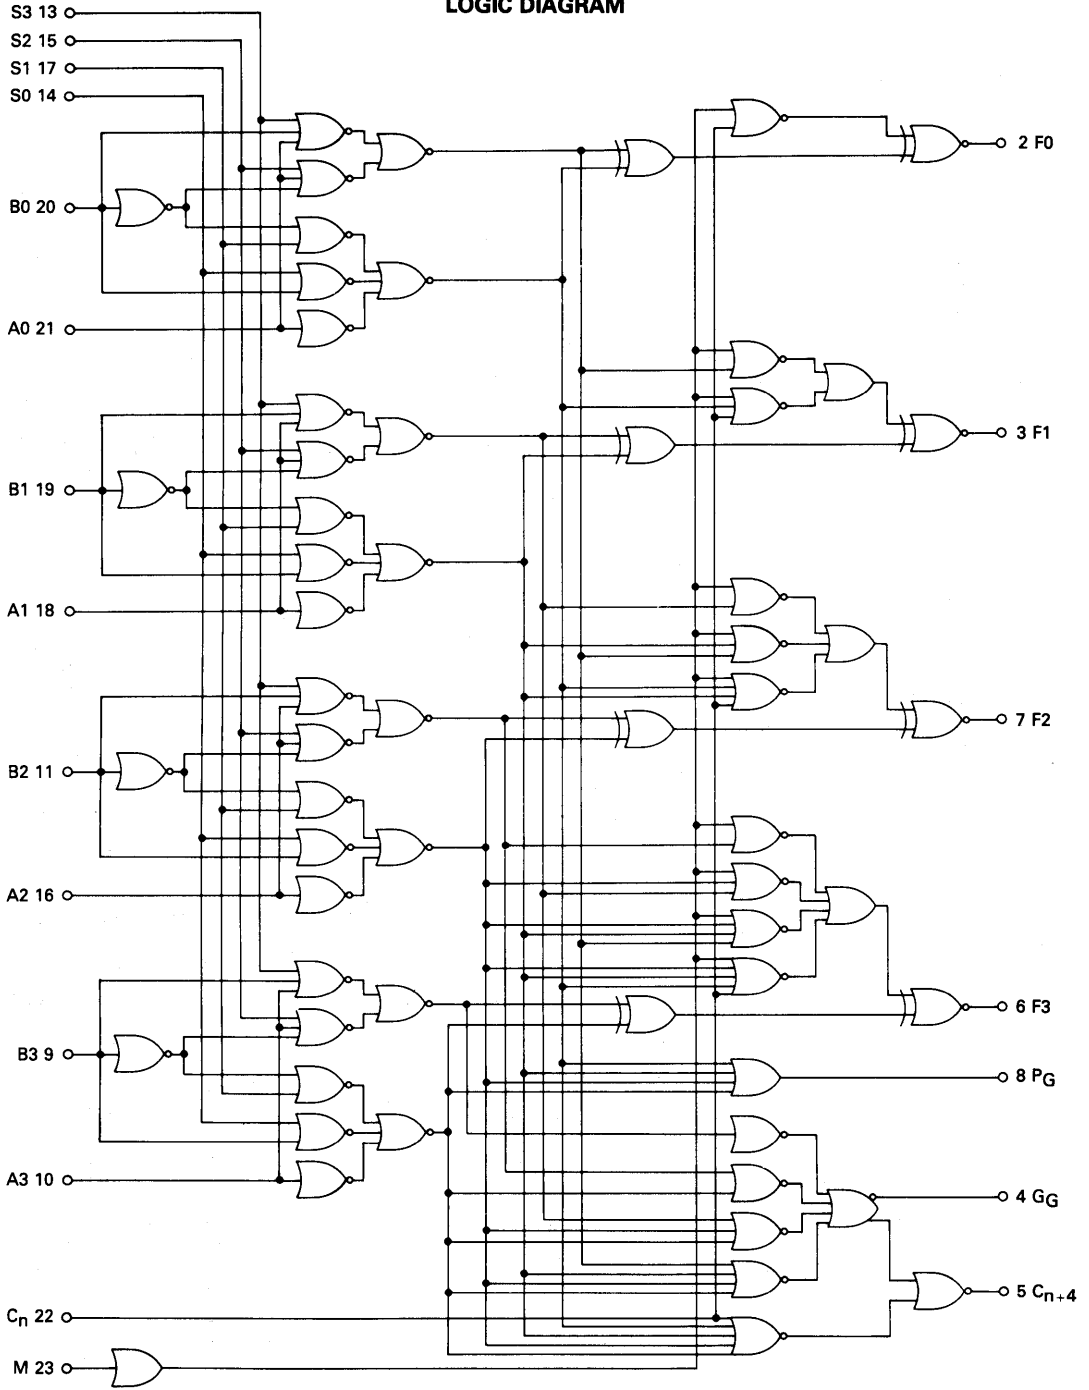 LOGIC DIAGRAM
S3 13
S2 15
S1 17
S0 14
2 F0
B0 20
A0 21
3 F1
B1 19
A1 18
7 F2
B2 11
A2 16
6 F3
B3 9
8 PG
A3 10
4 GG
5 Cn+4
Cn 22
M 23